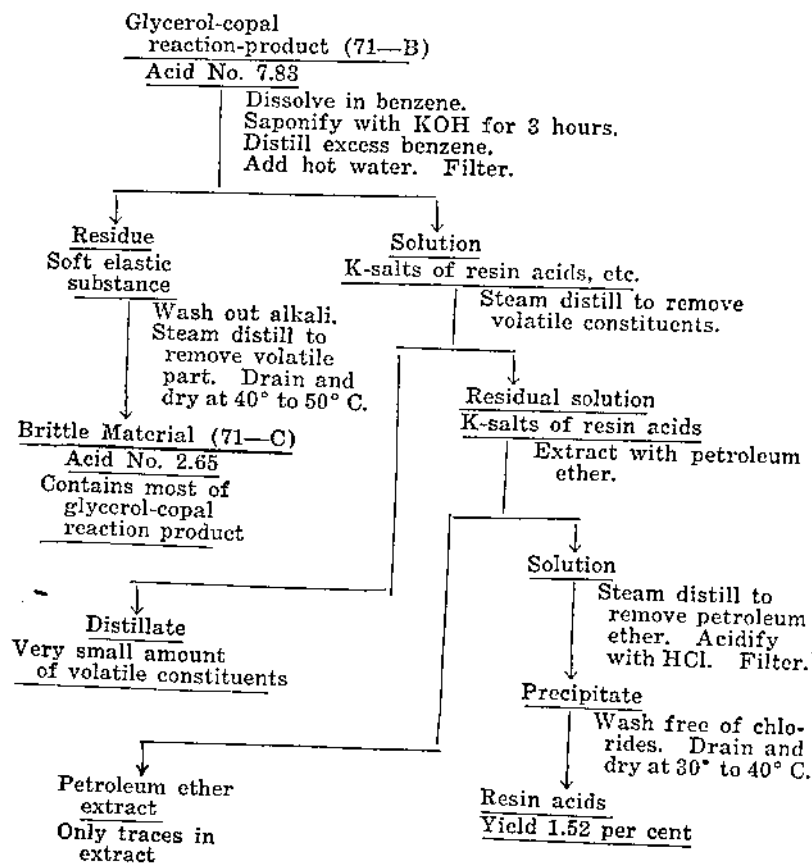 Glycerol-copal
reaction-product (71—B)
Acid No. 7.83
Dissolve in benzene.
Saponify with KOH for 3 hours.
Distill excess benzene.
Add hot water. Filter.
Residue
Soft elastic
substance
Solution
K-salts of resin acids, etc.
Wash out alkali.
Steam distill to
remove volatile
part. Drain and
dry at 40° to 50° C.
Steam distill to remove
volatile constituents.
Brittle Material (71—C)
Acid No. 2.65
Contains most of
glycerol-copal
reaction product
Residual solution
K-salts of resin acids
Extract with petroleum
ether.
Distillate
Very small amount
of volatile constituents
Solution
Steam distill to
remove petroleum
ether. Acidify
with HCl. Filter.
Precipitate
Wash free of chlo-
rides. Drain and
dry at 30° to 40° C.
Petroleum ether
extract
Only traces in
extract
Resin acids
Yield 1.52 per cent